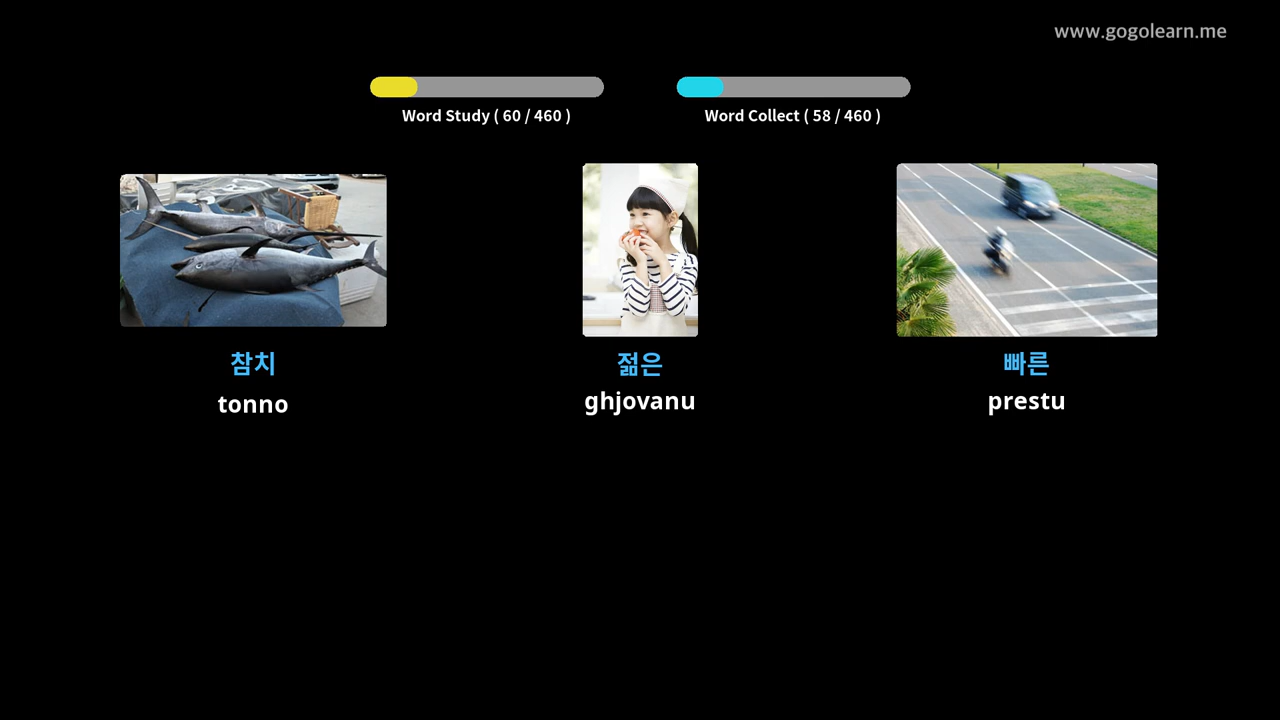 www.gogolearn.me
Word Study ( 60 / 460 )
Word Collect ( 58 / 460 )
참치
젊은
빠른
tonno
ghjovanu
prestu